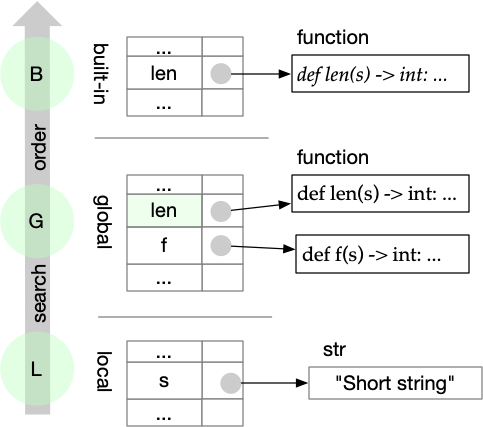 B
order
G
search
L
built-in
...
len
...
function
def len(s) -> int: ...
global
...
len
f
...
function
def len(s) -> int: ...
def f(s) -> int: ...
local
...
s
...
str
"Short string"